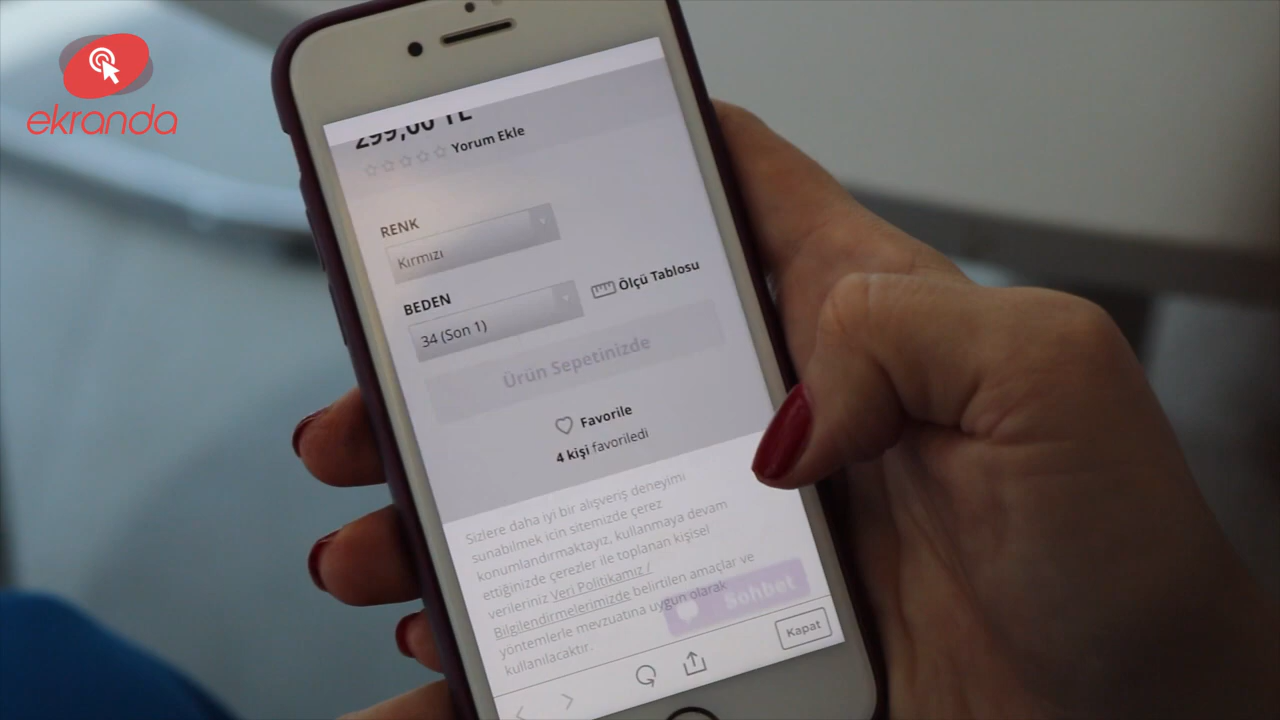 ekranda
299,00 TL
Yorum Ekle
RENK
Kırmızı
BEDEN
34 (Son 1)
Ölçü Tablosu
Ürün Sepetinizde
Favorile
4 kişi favoriledi
Sizlere daha iyi bir alışveriş deneyimi
sunabilmek için sitemizde çerez
konumlandırmaktayız, kullanmaya devam
ettiğinizde çerezler ile toplanan kişisel
verileriniz Veri Politikamız /
Bilgilendirmelerimizde belirtilen amaçlar ve
yöntemlerle mevzuatına uygun olarak
kullanılacaktır.
Sohbet
Kapat